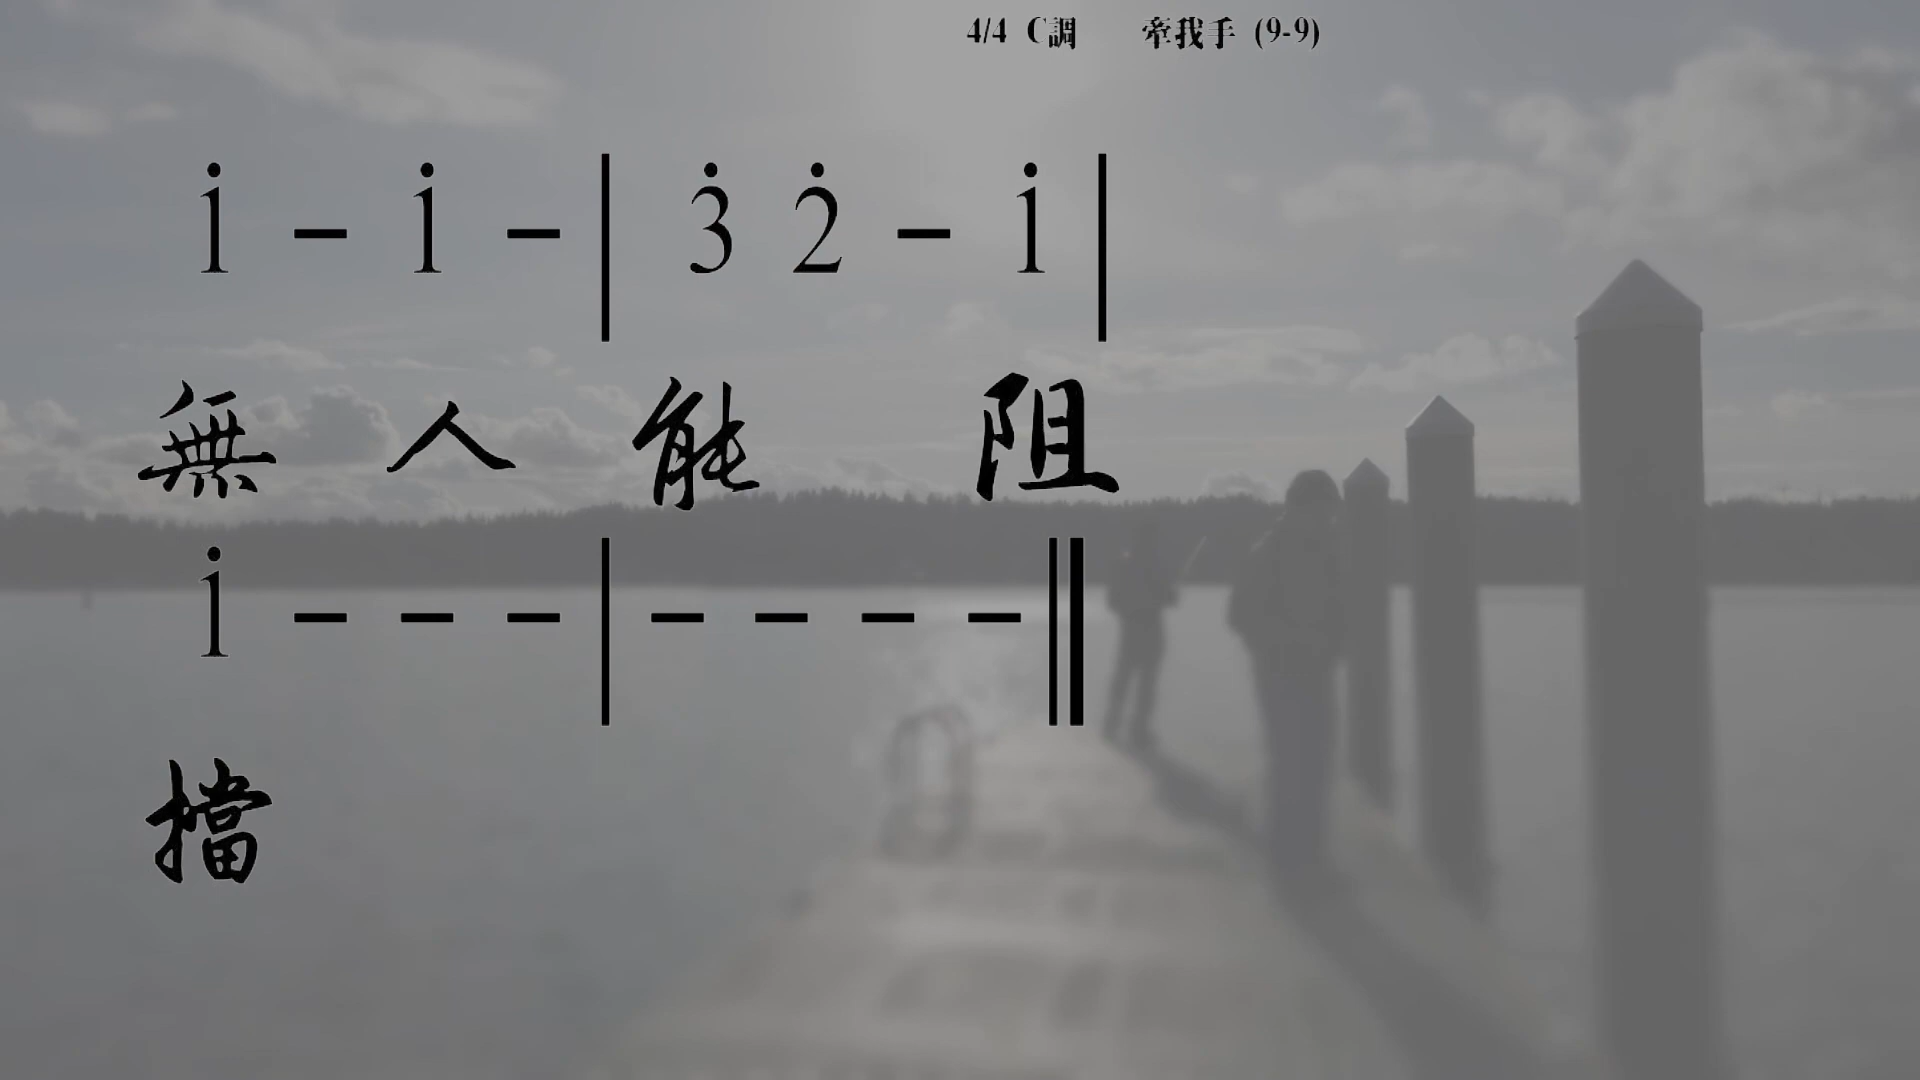 4/4 C調 牽我手 (9-9)
i - i - | 3̇ 2̇ - i |
無 人 能 阻
i - - - | - - - - ||
擋